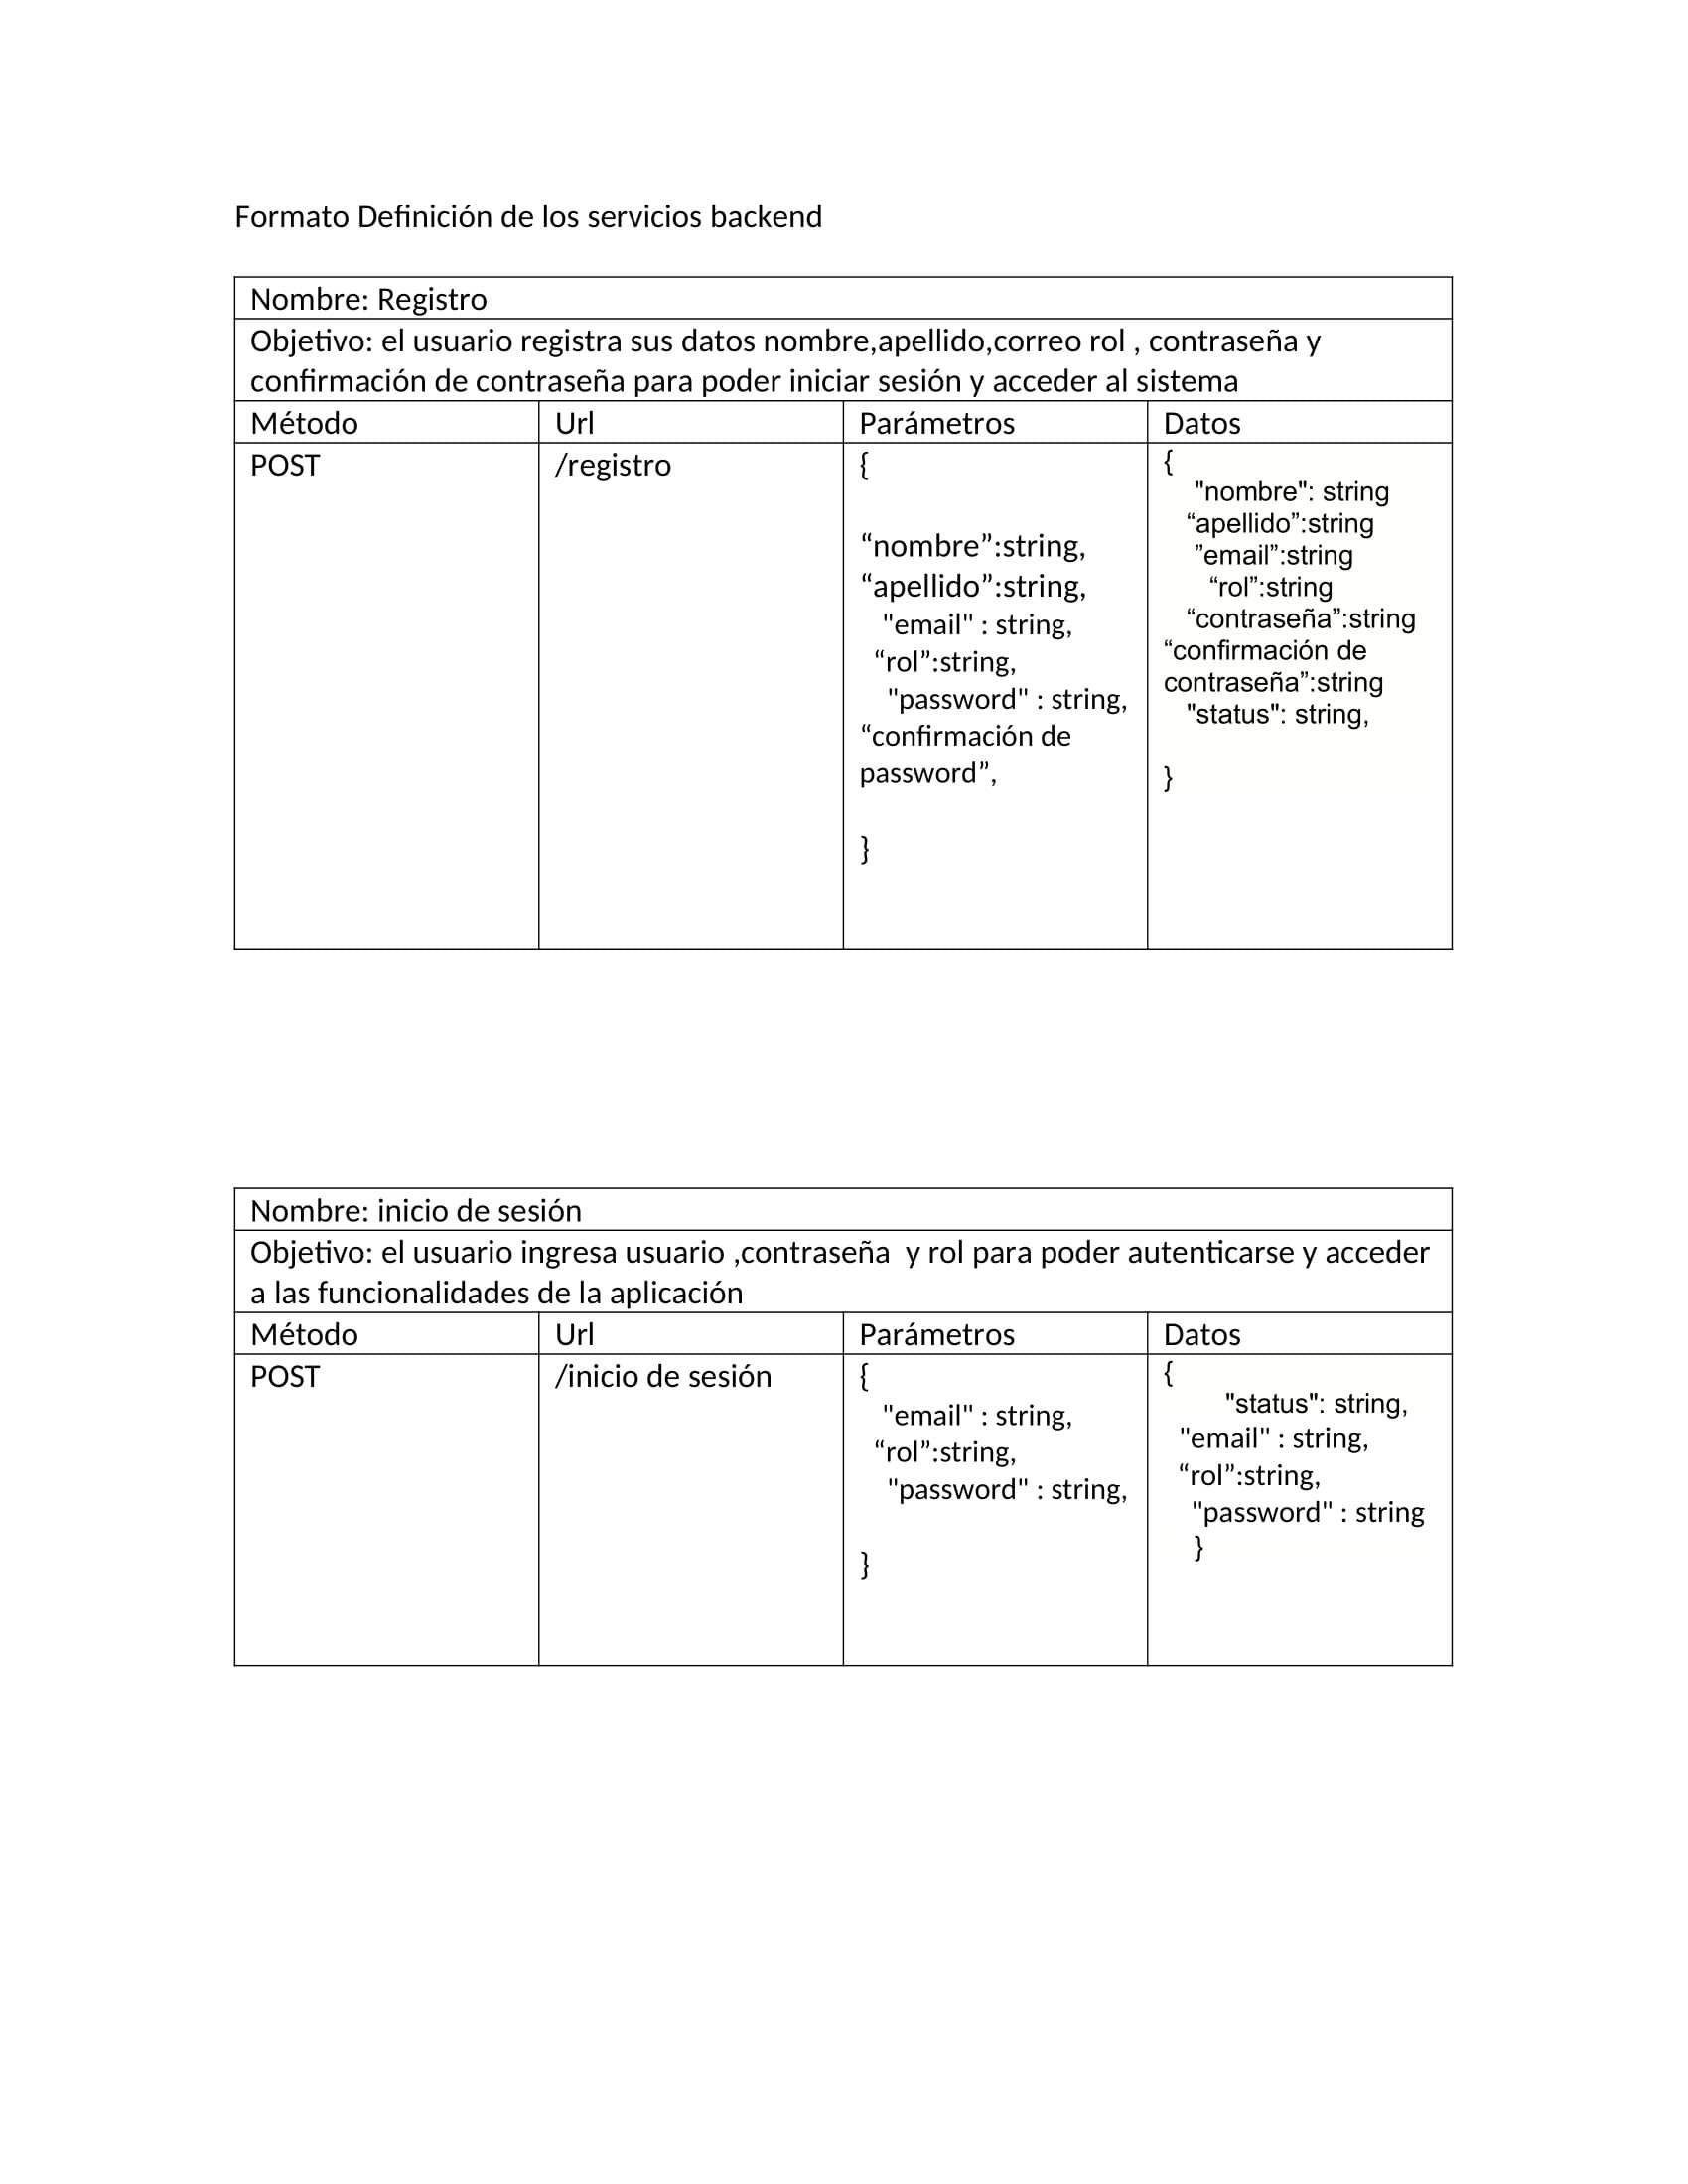 Formato Definición de los servicios backend
Nombre: Registro
Objetivo: el usuario registra sus datos nombre,apellido,correo rol , contraseña y
confirmación de contraseña para poder iniciar sesión y acceder al sistema
Método Url Parámetros Datos
POST
/registro
{
“nombre”:string,
“apellido”:string,
"email" : string,
“rol”:string,
"password" : string,
“confirmación de
password”,
}
{
"nombre": string
“apellido”:string
”email”:string
“rol”:string
“contraseña”:string
“confirmación de
contraseña”:string
"status": string,
}
Nombre: inicio de sesión
Objetivo: el usuario ingresa usuario ,contraseña  y rol para poder autenticarse y acceder
a las funcionalidades de la aplicación
Método Url Parámetros Datos
POST
/inicio de sesión
{
"email" : string,
“rol”:string,
"password" : string,
}
{
"status": string,
"email" : string,
“rol”:string,
"password" : string
}